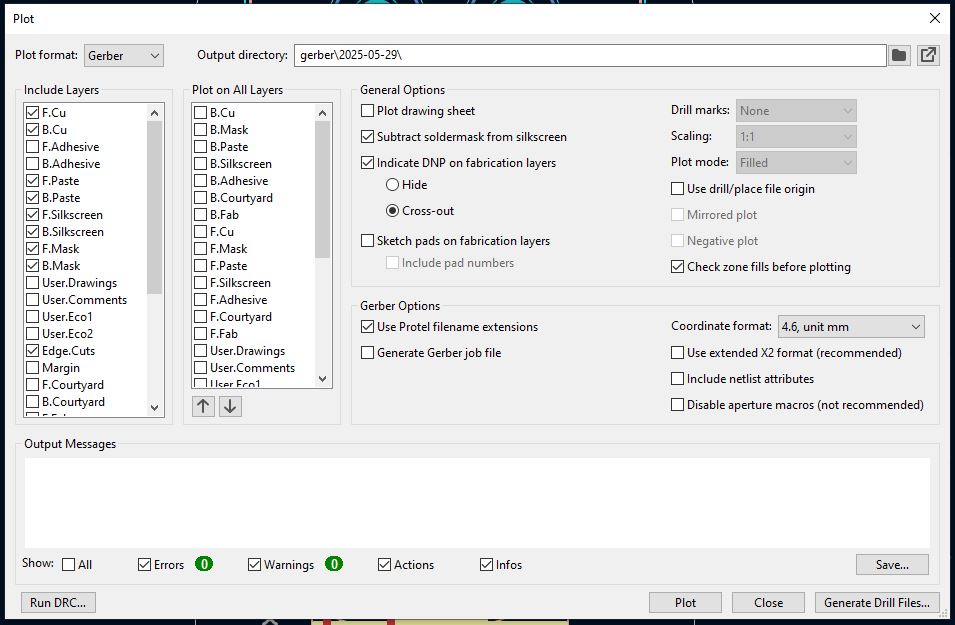 Plot
Plot format: Gerber
Output directory: gerber\2025-05-29\
Include Layers
F.Cu
B.Cu
F.Adhesive
B.Adhesive
F.Paste
B.Paste
F.Silkscreen
B.Silkscreen
F.Mask
B.Mask
User.Drawings
User.Comments
User.Eco1
User.Eco2
Edge.Cuts
Margin
F.Courtyard
B.Courtyard
Plot on All Layers
B.Cu
B.Mask
B.Paste
B.Silkscreen
B.Adhesive
B.Courtyard
B.Fab
F.Cu
F.Mask
F.Paste
F.Silkscreen
F.Adhesive
F.Courtyard
F.Fab
User.Drawings
User.Comments
User.Eco1
General Options
Plot drawing sheet
Subtract soldermask from silkscreen
Indicate DNP on fabrication layers
Hide
Cross-out
Sketch pads on fabrication layers
Include pad numbers
Drill marks: None
Scaling: 1:1
Plot mode: Filled
Use drill/place file origin
Mirrored plot
Negative plot
Check zone fills before plotting
Gerber Options
Use Protel filename extensions
Generate Gerber job file
Coordinate format: 4.6, unit mm
Use extended X2 format (recommended)
Include netlist attributes
Disable aperture macros (not recommended)
Output Messages
Show: All Errors 0 Warnings 0 Actions Infos Save...
Run DRC... Plot Close Generate Drill Files...